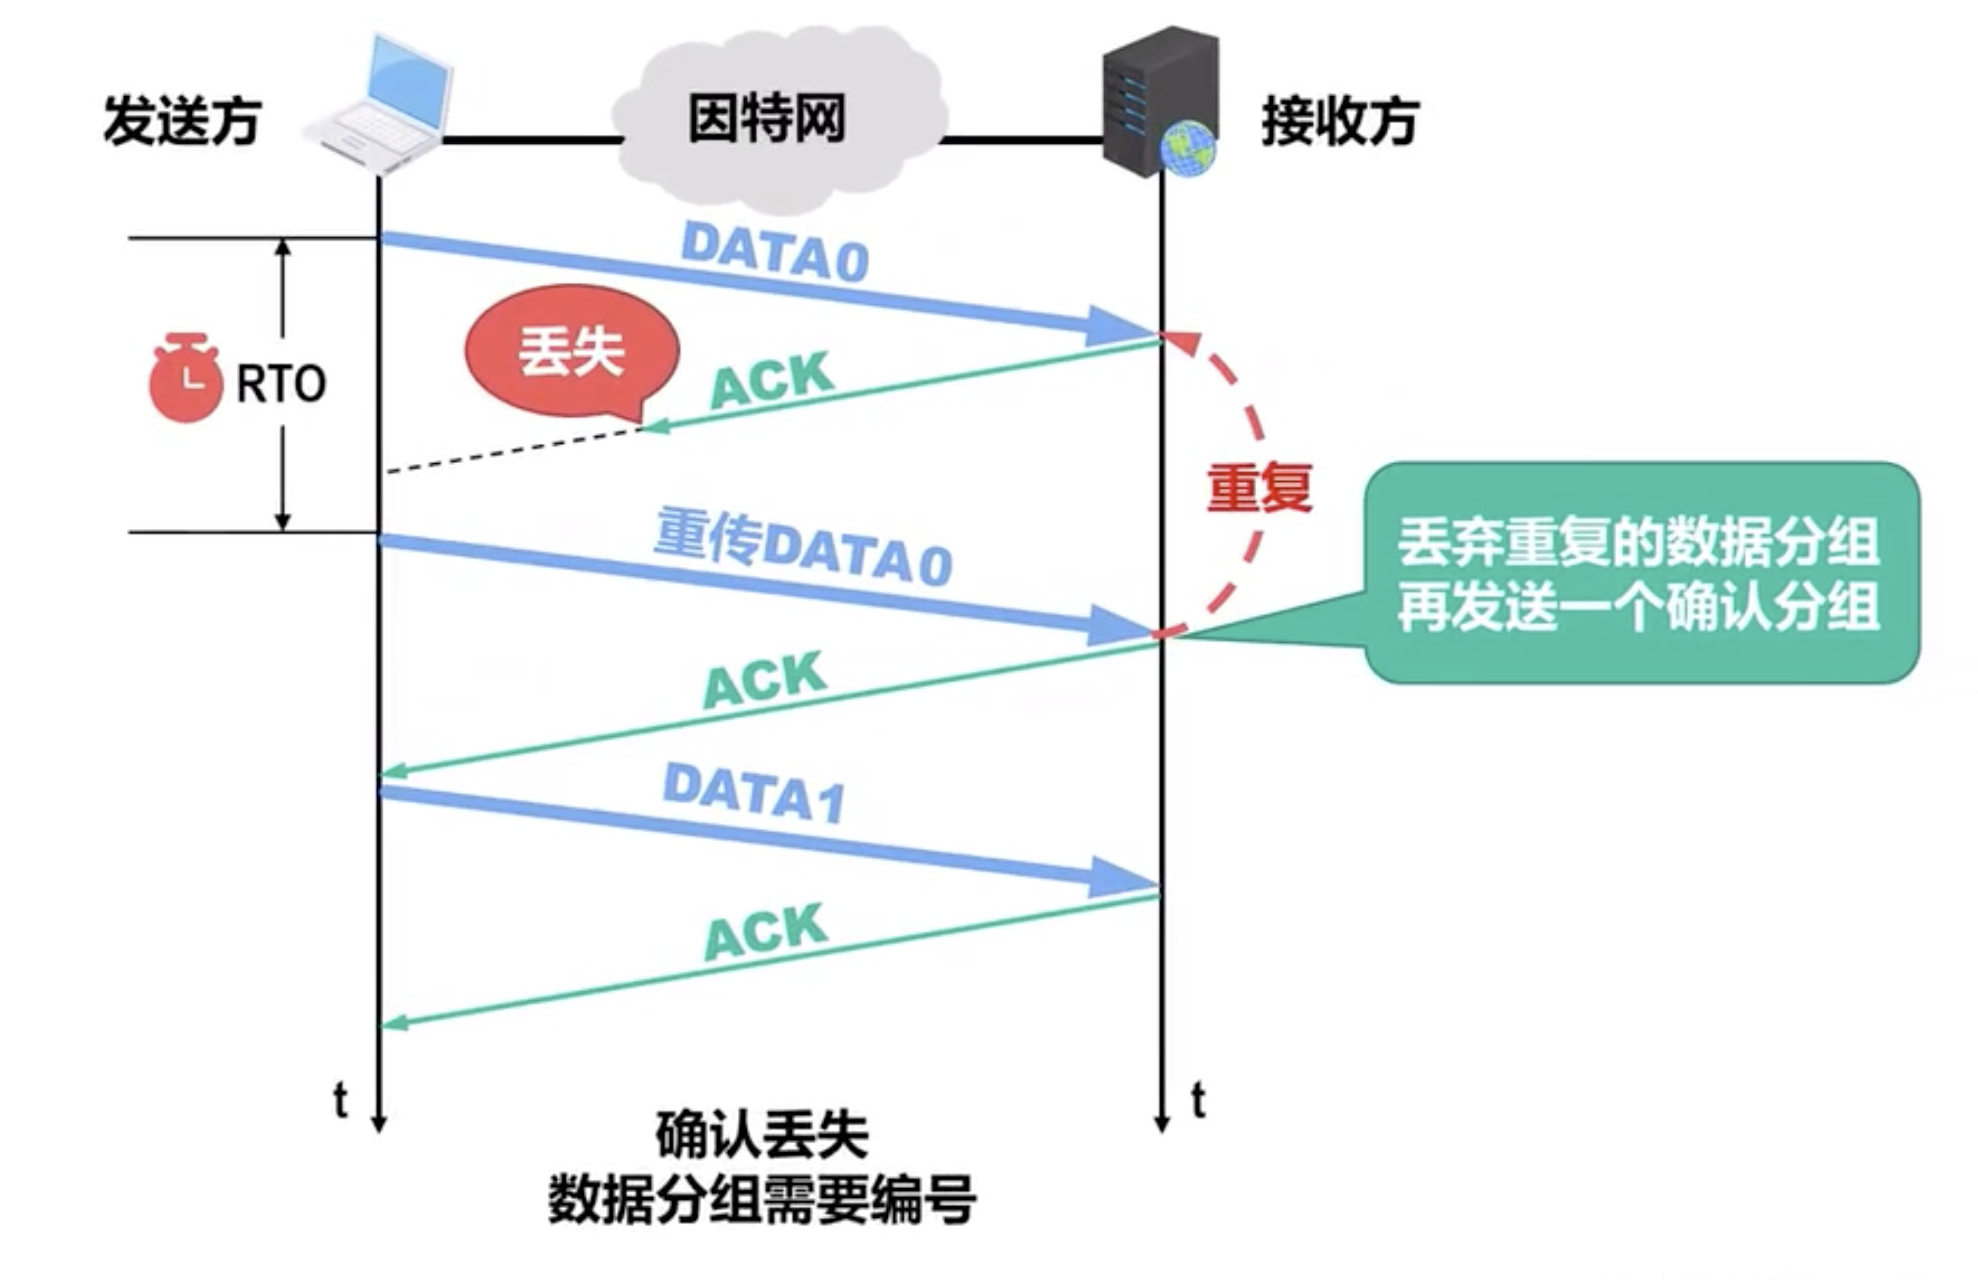 发送方
因特网
接收方
DATA0
丢失
ACK
RTO
重复
重传DATA0
丢弃重复的数据分组
再发送一个确认分组
ACK
DATA1
ACK
t
t
确认丢失
数据分组需要编号